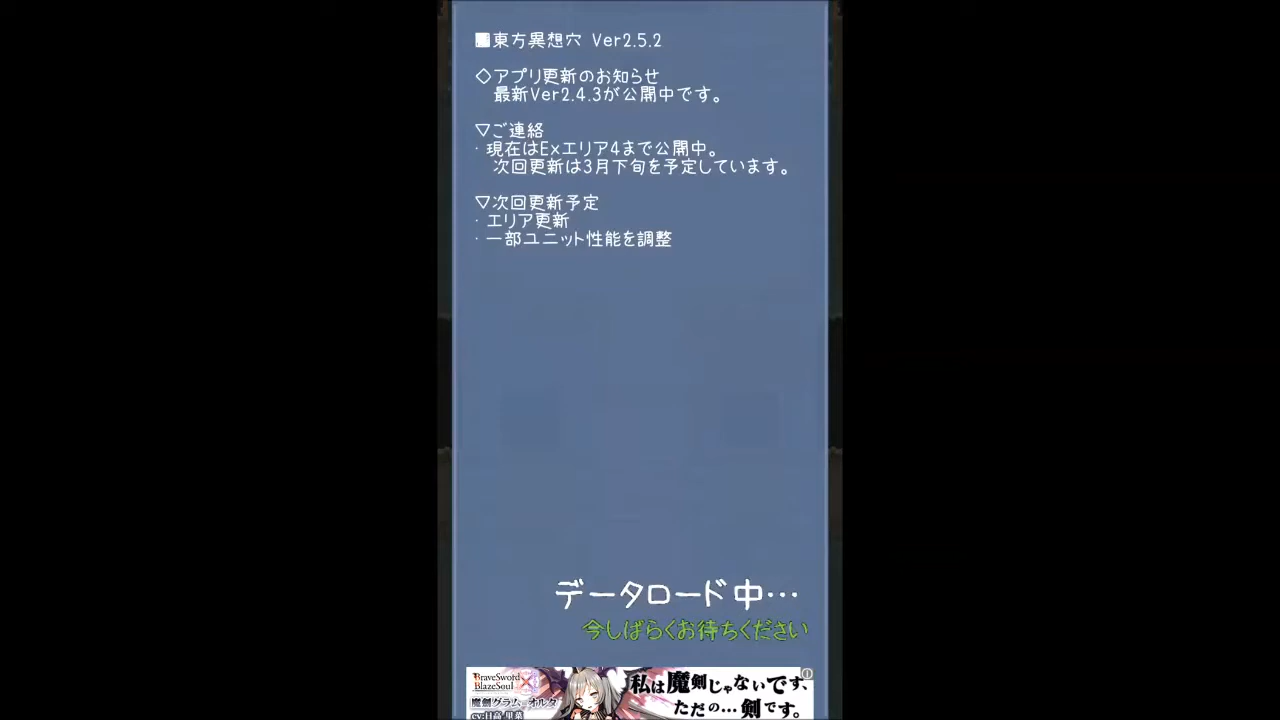 ■東方異想穴 Ver2.5.2
◇アプリ更新のお知らせ
最新Ver2.4.3が公開中です。
▽ご連絡
・現在はExエリア4まで公開中。
次回更新は3月下旬を予定しています。
▽次回更新予定
・エリア更新
・一部ユニット性能を調整
データロード中・・・
今しばらくお待ちください
BraveSword
BlazeSoul
魔剣グラム オルタ
cv:日高里菜
私は魔剣じゃないです、
ただの…剣です。